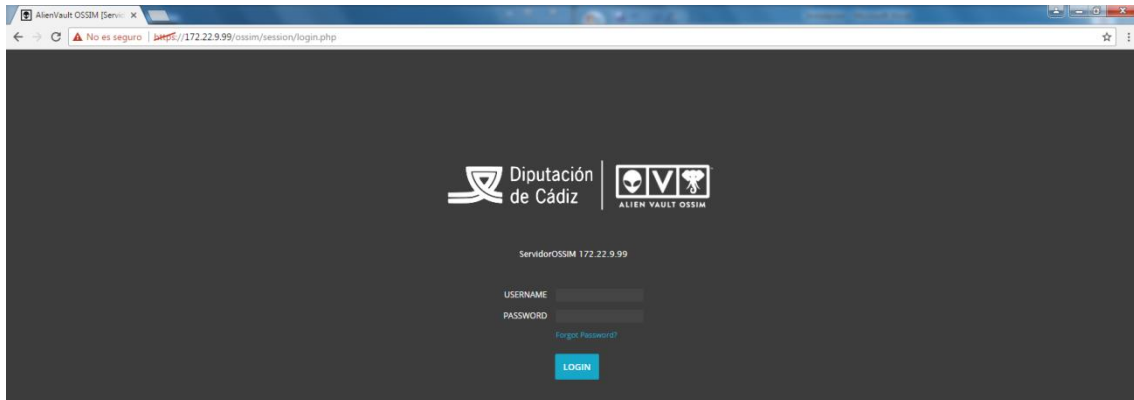 AlienVault OSSIM [Servic
No es seguro https://172.22.9.99/ossim/session/login.php
Diputación
de Cádiz
ALIEN VAULT OSSIM
ServidorOSSIM 172.22.9.99
USERNAME
PASSWORD
Forgot Password?
LOGIN